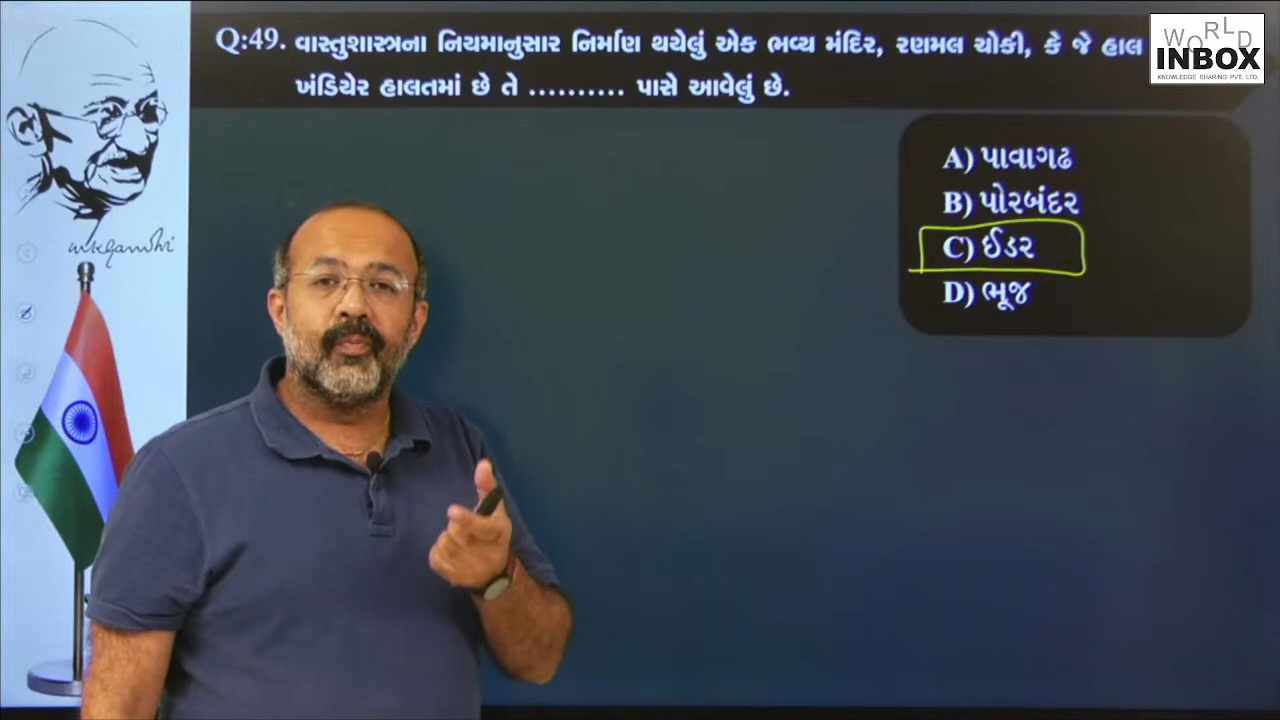 Q:49. વાસ્તુશાસ્ત્રના નિયમાનુસાર નિર્માણ થયેલું એક ભવ્ય મંદિર, રણમલ ચોકી, કે જે હાલ
ખંડિયેર હાલતમાં છે તે .......... પાસે આવેલું છે.
WORLD
INBOX
KNOWLEDGE SHARING PVT. LTD.
A) પાવાગઢ
B) પોરબંદર
C) ઈડર
D) ભૂજ
mkgandhi